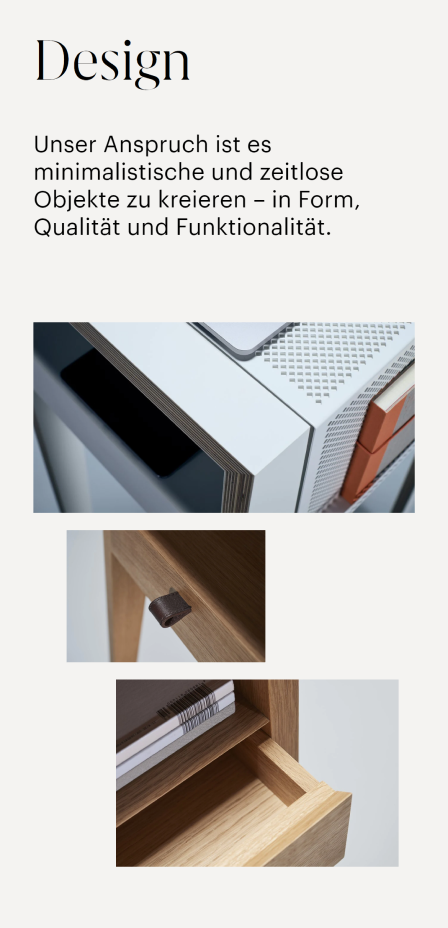 Design
Unser Anspruch ist es
minimalistische und zeitlose
Objekte zu kreieren – in Form,
Qualität und Funktionalität.